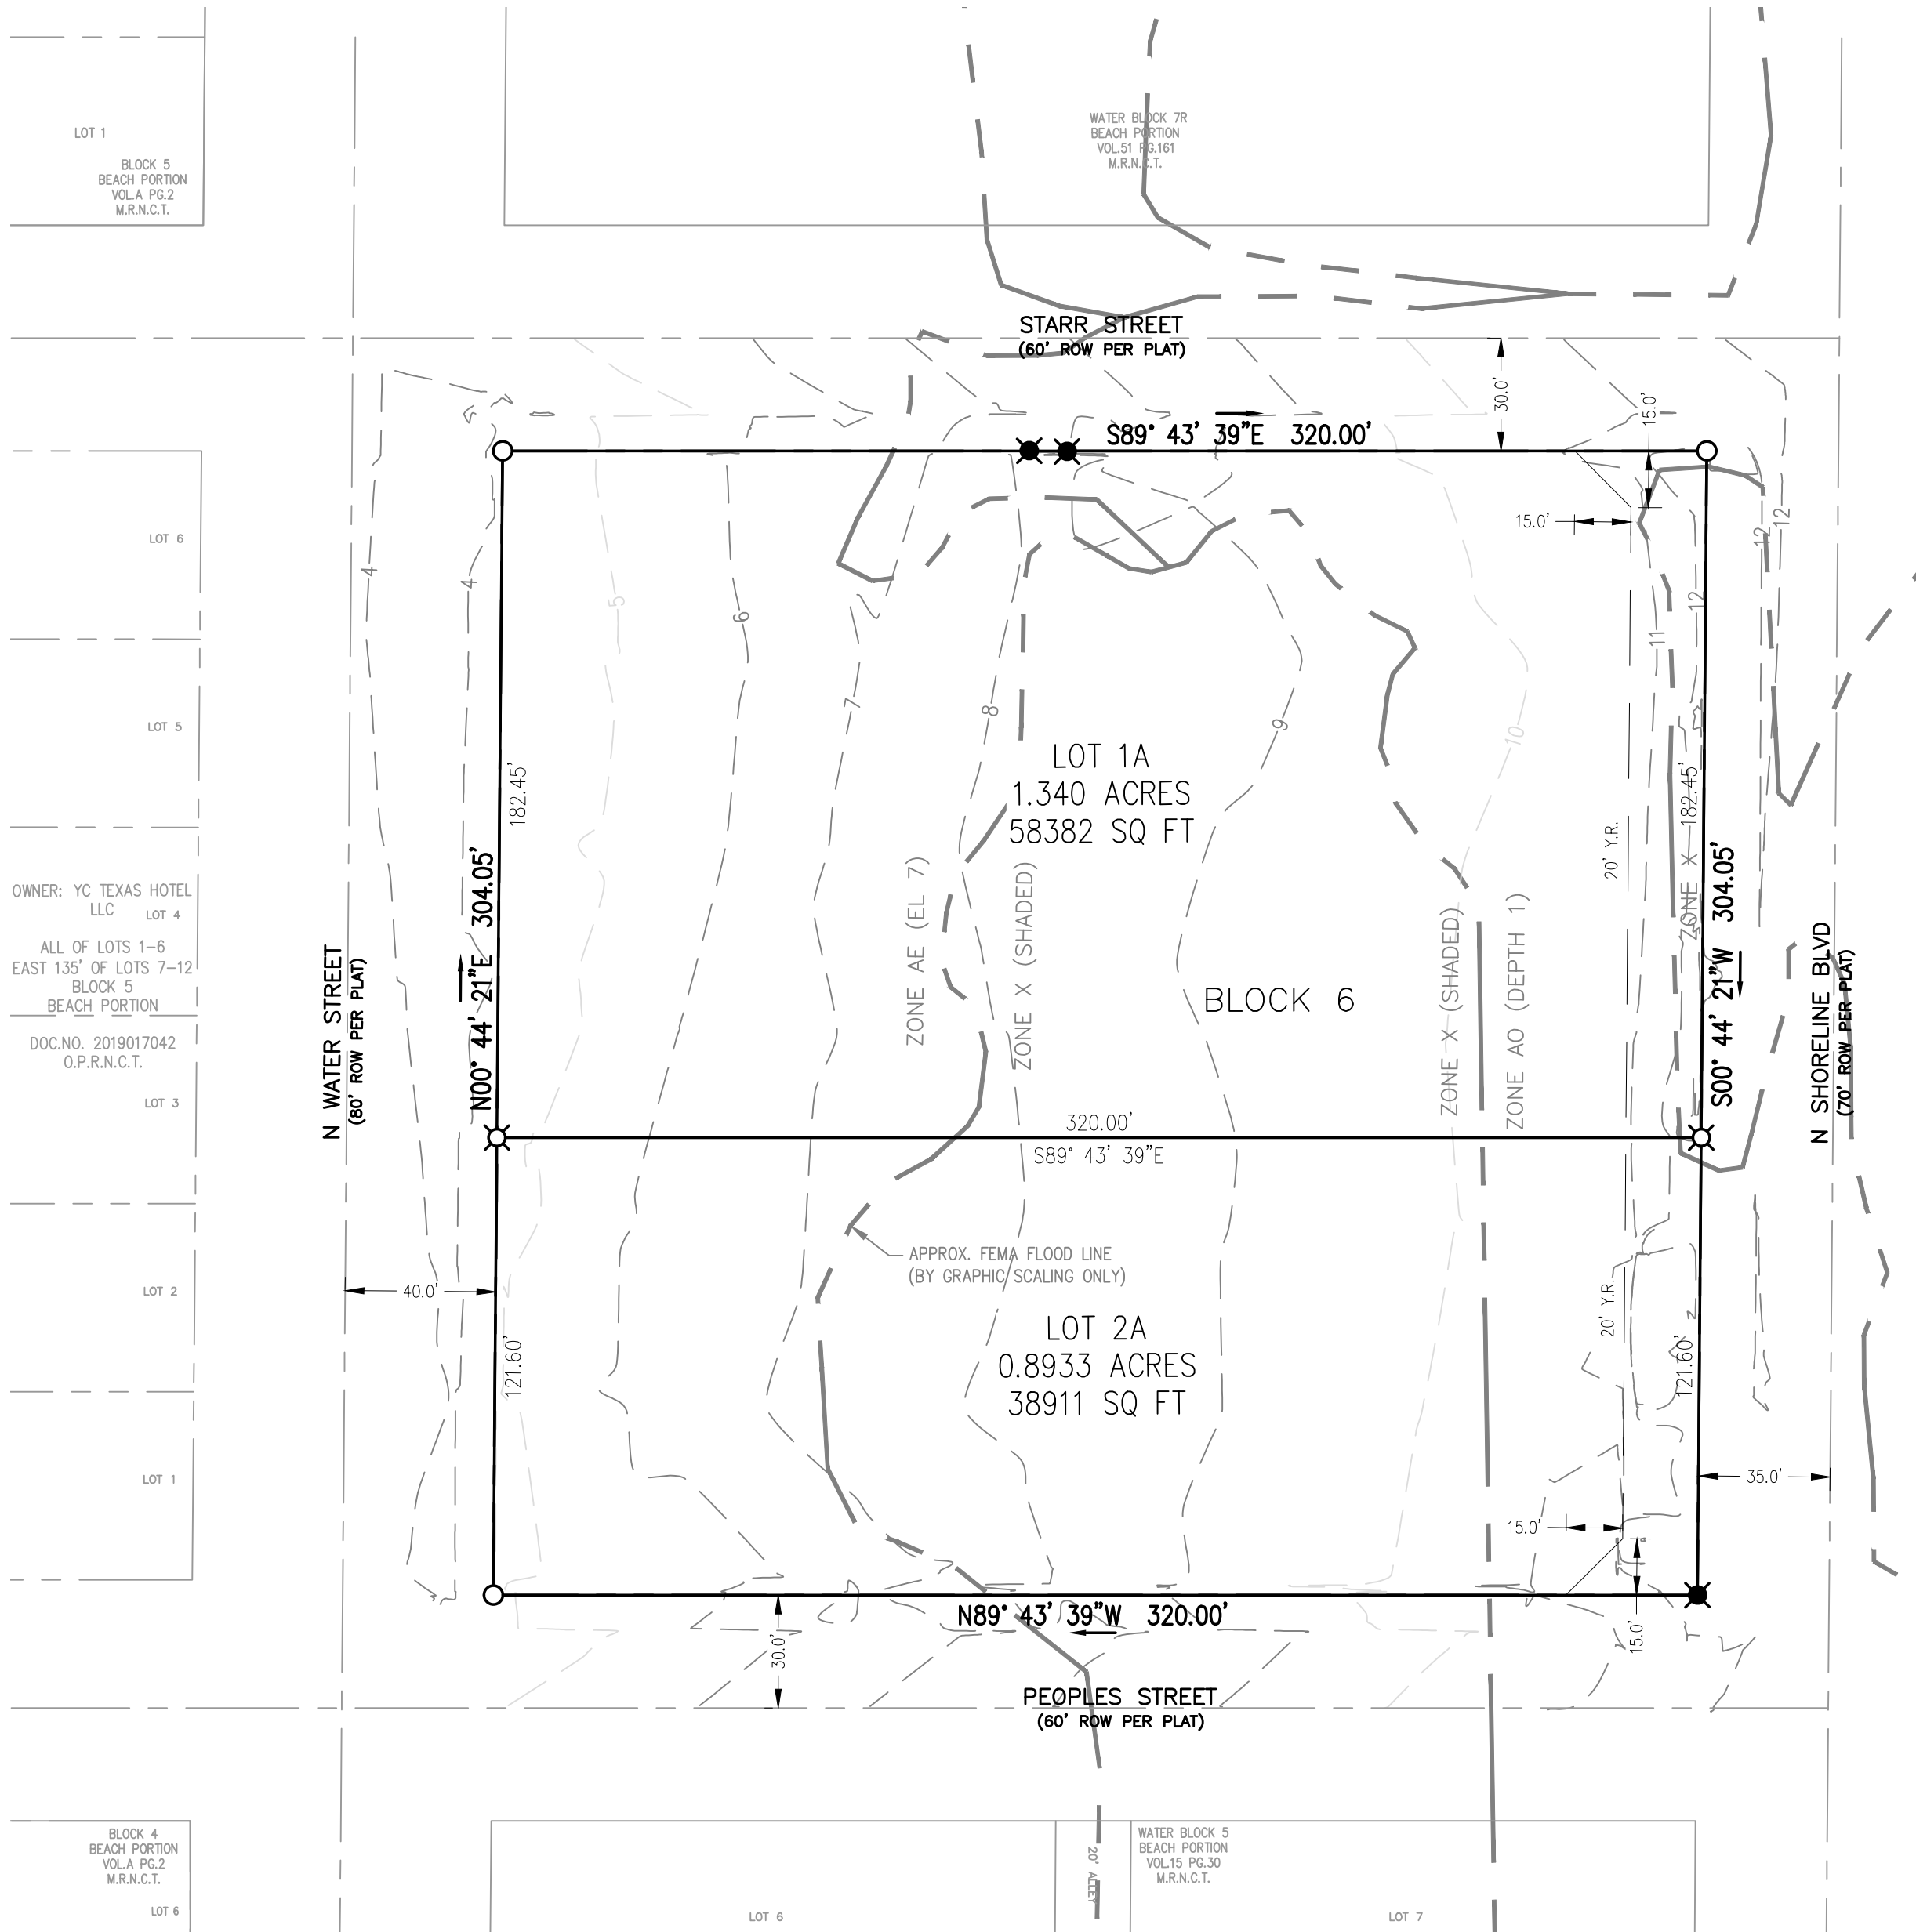 LOT 1
BLOCK 5
BEACH PORTION
VOL.A PG.2
M.R.N.C.T.
WATER BLOCK 7R
BEACH PORTION
VOL.51 PG.161
M.R.N.C.T.
STARR STREET
(60' ROW PER PLAT)
30.0'
15.0'
S89° 43' 39"E 320.00'
15.0'
LOT 6
4
4
5
6
7
8
9
10
11
12
12
12
LOT 5
LOT 1A
1.340 ACRES
58382 SQ FT
182.45'
182.45'
20' Y.R.
OWNER: YC TEXAS HOTEL
LLC
LOT 4
ALL OF LOTS 1-6
EAST 135' OF LOTS 7-12
BLOCK 5
BEACH PORTION
DOC.NO. 2019017042
O.P.R.N.C.T.
LOT 3
N WATER STREET
(80' ROW PER PLAT)
N00° 44' 21"E 304.05'
ZONE AE (EL 7)
ZONE X (SHADED)
BLOCK 6
ZONE X (SHADED)
ZONE AO (DEPTH 1)
ZONE X
S00° 44' 21"W 304.05'
N SHORELINE BLVD
(70' ROW PER PLAT)
320.00'
S89° 43' 39"E
APPROX. FEMA FLOOD LINE
(BY GRAPHIC SCALING ONLY)
LOT 2
40.0'
20' Y.R.
LOT 2A
0.8933 ACRES
38911 SQ FT
121.60'
121.60'
LOT 1
35.0'
15.0'
N89° 43' 39"W 320.00'
30.0'
15.0'
PEOPLES STREET
(60' ROW PER PLAT)
BLOCK 4
BEACH PORTION
VOL.A PG.2
M.R.N.C.T.
LOT 6
20' ALLEY
WATER BLOCK 5
BEACH PORTION
VOL.15 PG.30
M.R.N.C.T.
LOT 6
LOT 7